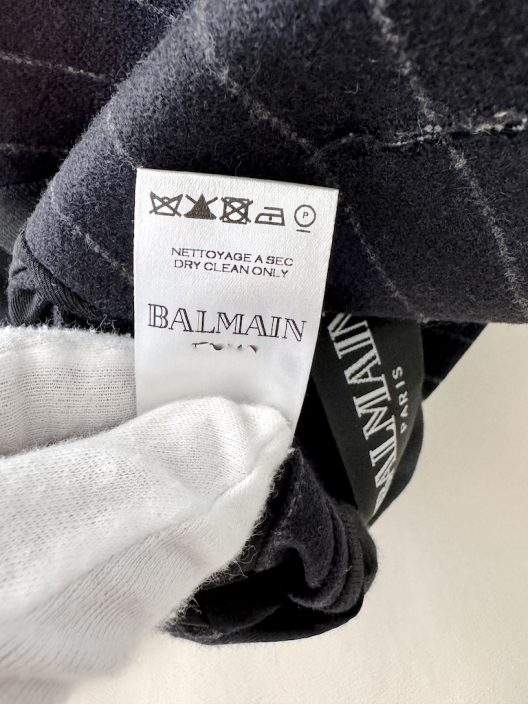 P
NETTOYAGE A SEC
DRY CLEAN ONLY
BALMAIN
BALMAIN
PARIS